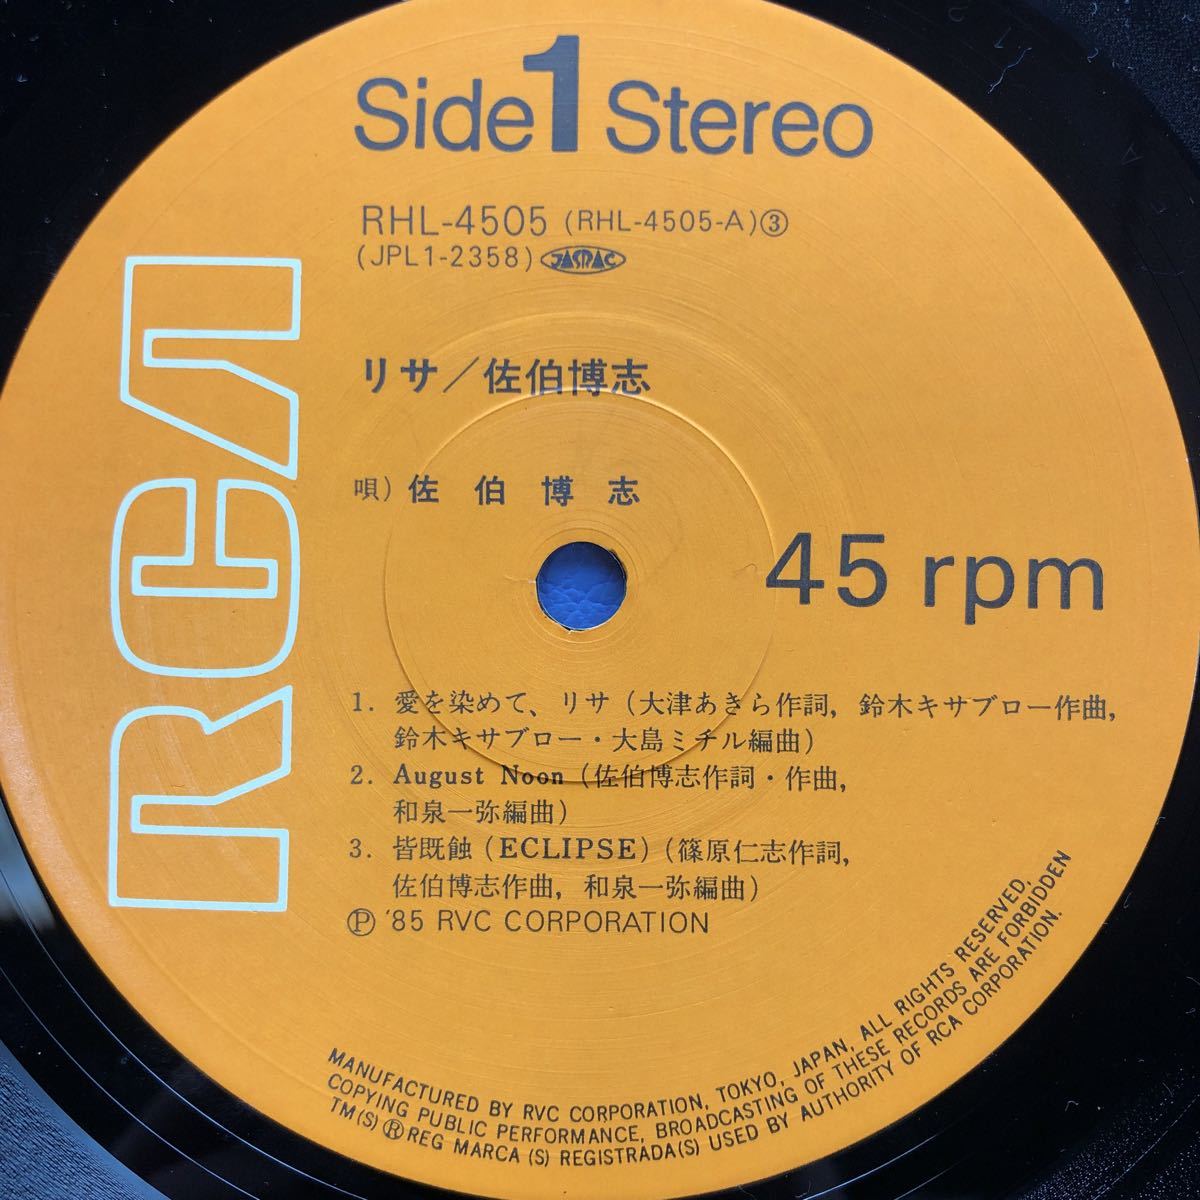 Side 1 Stereo
RHL-4505 (RHL-4505-A)③
(JPL1-2358) JASRAC
リサ／佐伯博志
唄) 佐伯博志
45 rpm
RCA
1. 愛を染めて、リサ (大津あきら作詞, 鈴木キサブロー作曲,
鈴木キサブロー・大島ミチル編曲)
2. August Noon (佐伯博志作詞・作曲,
和泉一弥編曲)
3. 皆既蝕 (ECLIPSE) (篠原仁志作詞,
佐伯博志作曲, 和泉一弥編曲)
Ⓟ '85 RVC CORPORATION
MANUFACTURED BY RVC CORPORATION, TOKYO, JAPAN, ALL RIGHTS RESERVED,
COPYING PUBLIC PERFORMANCE, BROADCASTING OF THESE RECORDS ARE FORBIDDEN
TM(S) ® REG MARCA (S) REGISTRADA(S) USED BY AUTHORITY OF RCA CORPORATION.